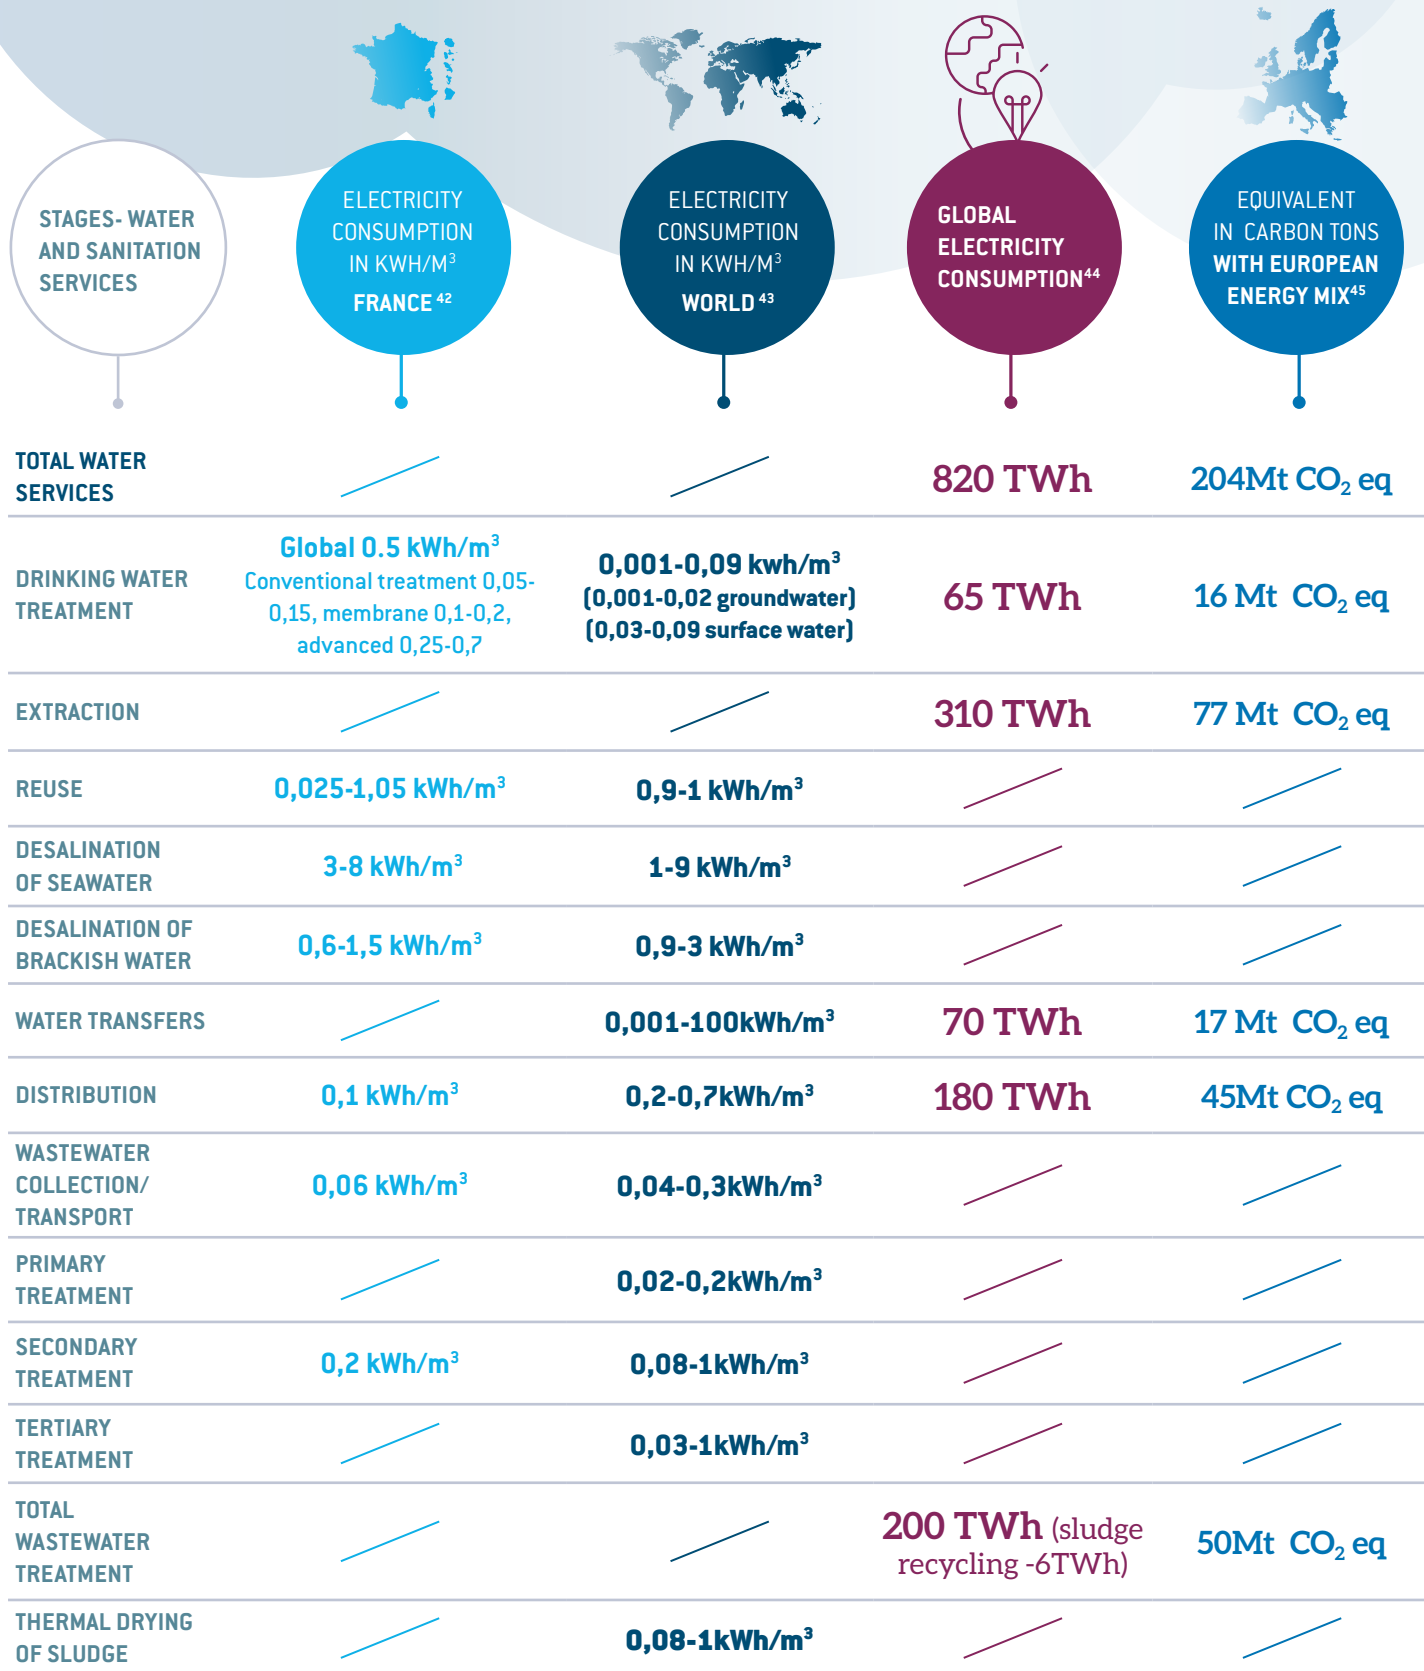 STAGES- WATER
AND SANITATION
SERVICES
ELECTRICITY
CONSUMPTION
IN KWH/M³
FRANCE ⁴²
ELECTRICITY
CONSUMPTION
IN KWH/M³
WORLD ⁴³
GLOBAL
ELECTRICITY
CONSUMPTION⁴⁴
EQUIVALENT
IN CARBON TONS
WITH EUROPEAN
ENERGY MIX⁴⁵
TOTAL WATER
SERVICES
820 TWh
204Mt CO₂ eq
DRINKING WATER
TREATMENT
Global 0.5 kWh/m³
Conventional treatment 0,05-
0,15, membrane 0,1-0,2,
advanced 0,25-0,7
0,001-0,09 kwh/m³
(0,001-0,02 groundwater)
(0,03-0,09 surface water)
65 TWh
16 Mt CO₂ eq
EXTRACTION
310 TWh
77 Mt CO₂ eq
REUSE
0,025-1,05 kWh/m³
0,9-1 kWh/m³
DESALINATION
OF SEAWATER
3-8 kWh/m³
1-9 kWh/m³
DESALINATION OF
BRACKISH WATER
0,6-1,5 kWh/m³
0,9-3 kWh/m³
WATER TRANSFERS
0,001-100kWh/m³
70 TWh
17 Mt CO₂ eq
DISTRIBUTION
0,1 kWh/m³
0,2-0,7kWh/m³
180 TWh
45Mt CO₂ eq
WASTEWATER
COLLECTION/
TRANSPORT
0,06 kWh/m³
0,04-0,3kWh/m³
PRIMARY
TREATMENT
0,02-0,2kWh/m³
SECONDARY
TREATMENT
0,2 kWh/m³
0,08-1kWh/m³
TERTIARY
TREATMENT
0,03-1kWh/m³
TOTAL
WASTEWATER
TREATMENT
200 TWh (sludge
recycling -6TWh)
50Mt CO₂ eq
THERMAL DRYING
OF SLUDGE
0,08-1kWh/m³